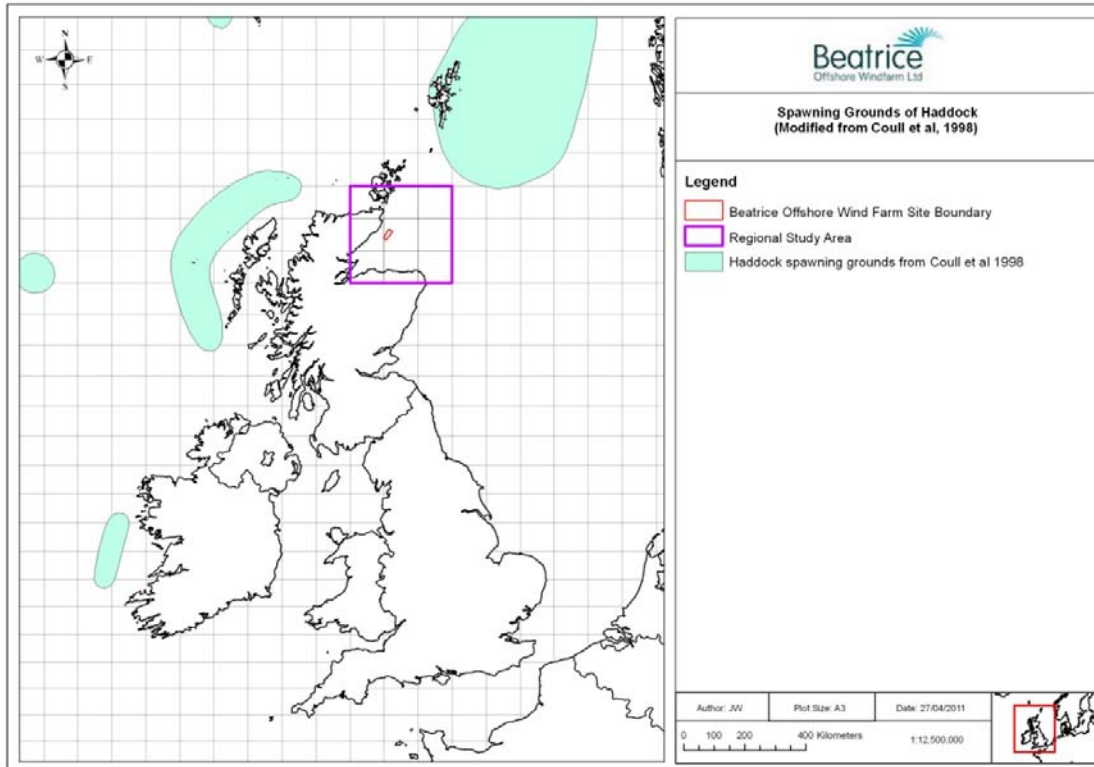 N
W E
S
Beatrice
Offshore Windfarm Ltd
Spawning Grounds of Haddock
(Modified from Coull et al, 1998)
Legend
Beatrice Offshore Wind Farm Site Boundary
Regional Study Area
Haddock spawning grounds from Coull et al 1998
Author: JW
Plot Size: A3
Date: 27/04/2011
0 100 200 400 Kilometers
1:12,500,000